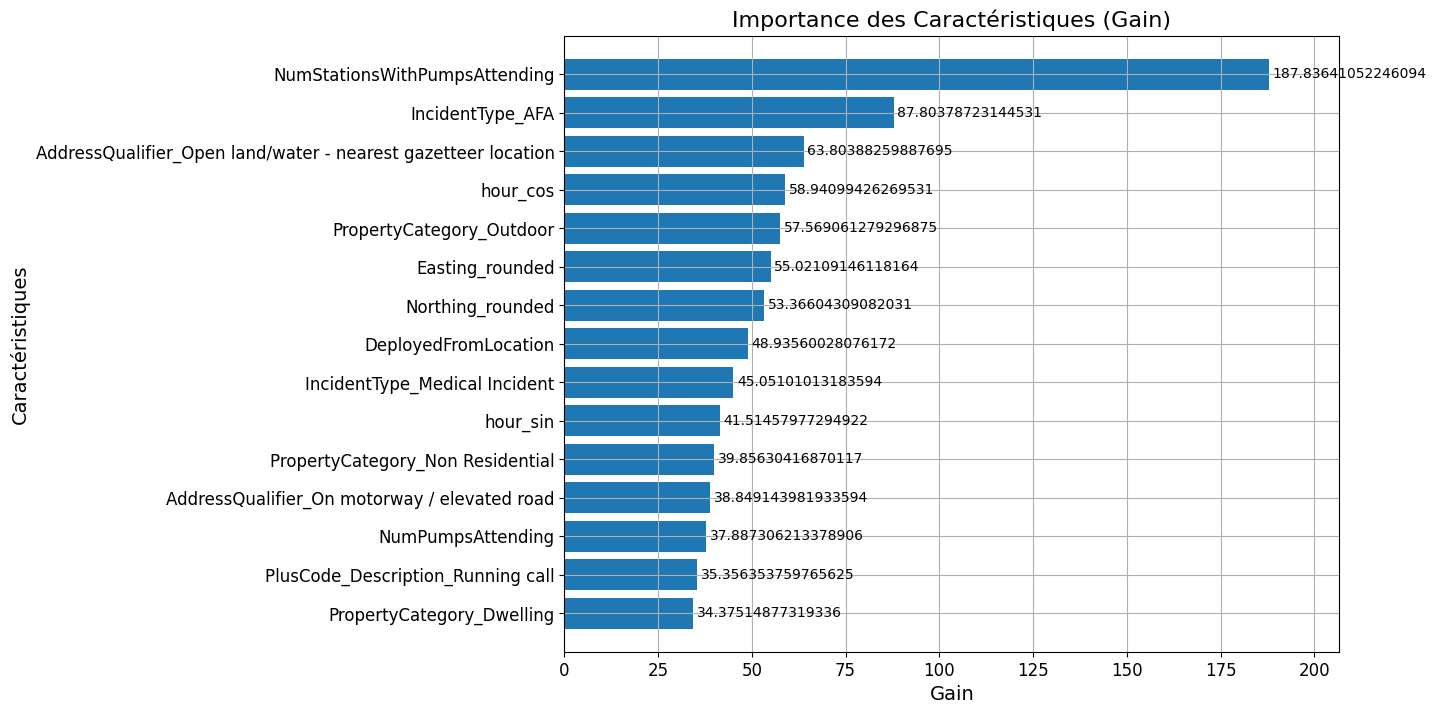 Importance des Caractéristiques (Gain)
NumStationsWithPumpsAttending 187.83641052246094
IncidentType_AFA 87.80378723144531
AddressQualifier_Open land/water - nearest gazetteer location 63.80388259887695
hour_cos 58.94099426269531
PropertyCategory_Outdoor 57.569061279296875
Easting_rounded 55.02109146118164
Northing_rounded 53.36604309082031
DeployedFromLocation 48.93560028076172
IncidentType_Medical Incident 45.05101013183594
hour_sin 41.51457977294922
PropertyCategory_Non Residential 39.85630416870117
AddressQualifier_On motorway / elevated road 38.849143981933594
NumPumpsAttending 37.887306213378906
PlusCode_Description_Running call 35.356353759765625
PropertyCategory_Dwelling 34.37514877319336
Caractéristiques
0 25 50 75 100 125 150 175 200
Gain